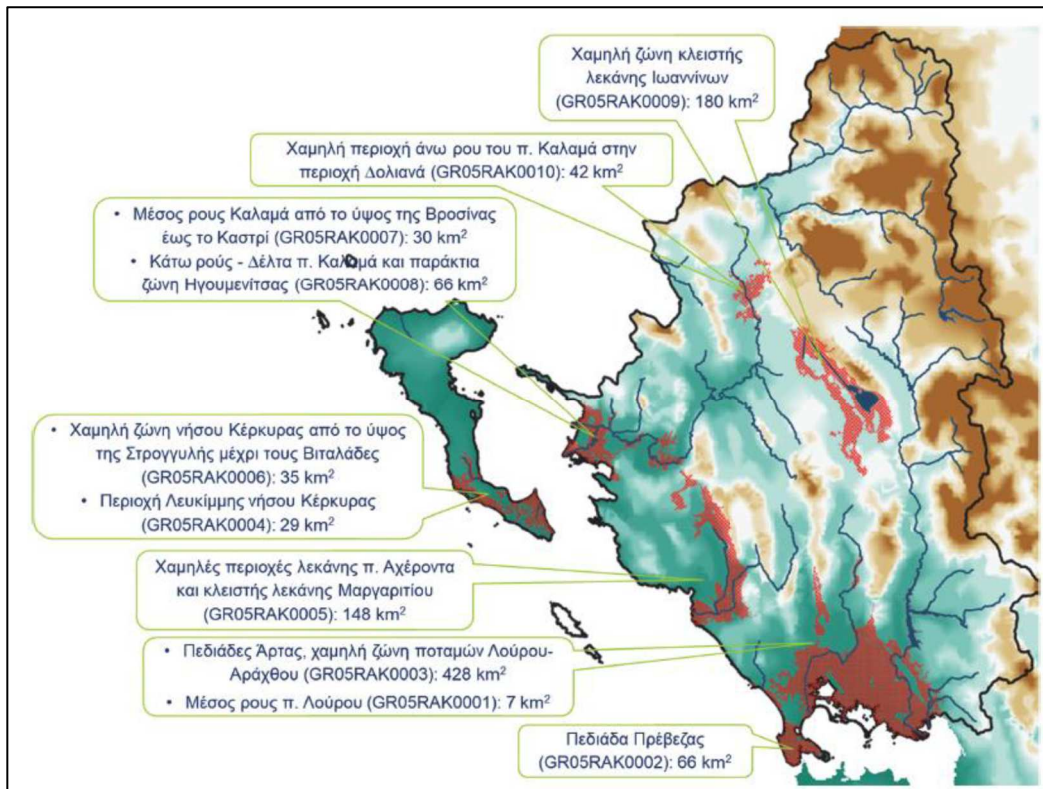 Χαμηλή ζώνη κλειστής
λεκάνης Ιωαννίνων
(GR05RAK0009): 180 km²
Χαμηλή περιοχή άνω ρου του π. Καλαμά στην
περιοχή Δολιανά (GR05RAK0010): 42 km²
• Μέσος ρους Καλαμά από το ύψος της Βροσίνας
έως το Καστρί (GR05RAK0007): 30 km²
• Κάτω ρούς - Δέλτα π. Καλαμά και παράκτια
ζώνη Ηγουμενίτσας (GR05RAK0008): 66 km²
• Χαμηλή ζώνη νήσου Κέρκυρας από το ύψος
της Στρογγυλής μέχρι τους Βιταλάδες
(GR05RAK0006): 35 km²
• Περιοχή Λευκίμμης νήσου Κέρκυρας
(GR05RAK0004): 29 km²
Χαμηλές περιοχές λεκάνης π. Αχέροντα
και κλειστής λεκάνης Μαργαριτίου
(GR05RAK0005): 148 km²
• Πεδιάδες Άρτας, χαμηλή ζώνη ποταμών Λούρου-
Αράχθου (GR05RAK0003): 428 km²
• Μέσος ρους π. Λούρου (GR05RAK0001): 7 km²
Πεδιάδα Πρέβεζας
(GR05RAK0002): 66 km²